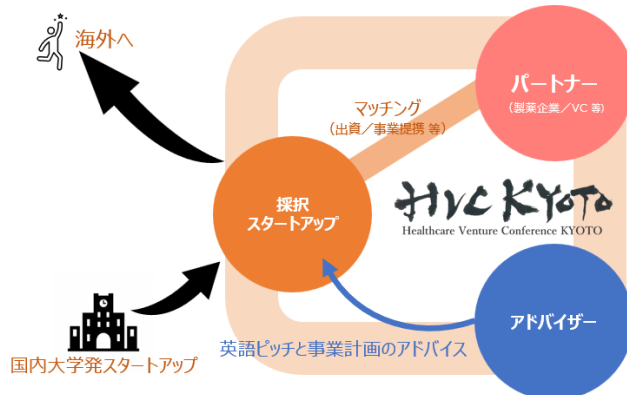 海外へ
パートナー
(製薬企業／VC 等)
マッチング
(出資／事業提携 等)
採択
スタートアップ
HVC KYOTO
Healthcare Venture Conference KYOTO
アドバイザー
英語ピッチと事業計画のアドバイス
国内大学発スタートアップ